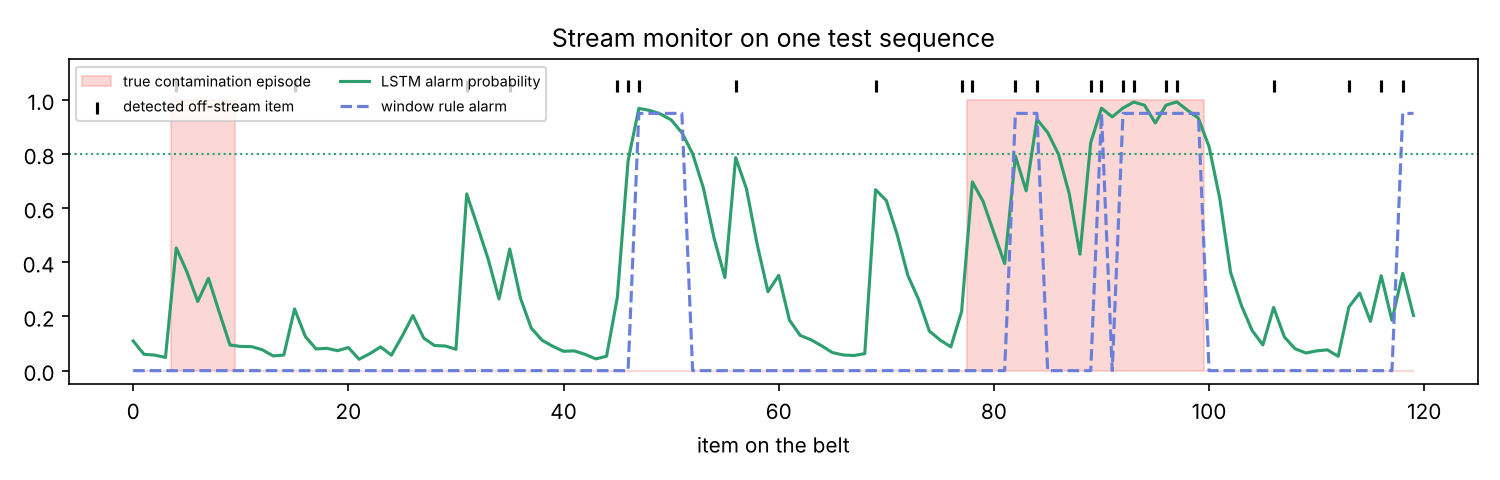 Stream monitor on one test sequence
true contamination episode
detected off-stream item
LSTM alarm probability
window rule alarm
1.0
0.8
0.6
0.4
0.2
0.0
0
20
40
60
80
100
120
item on the belt